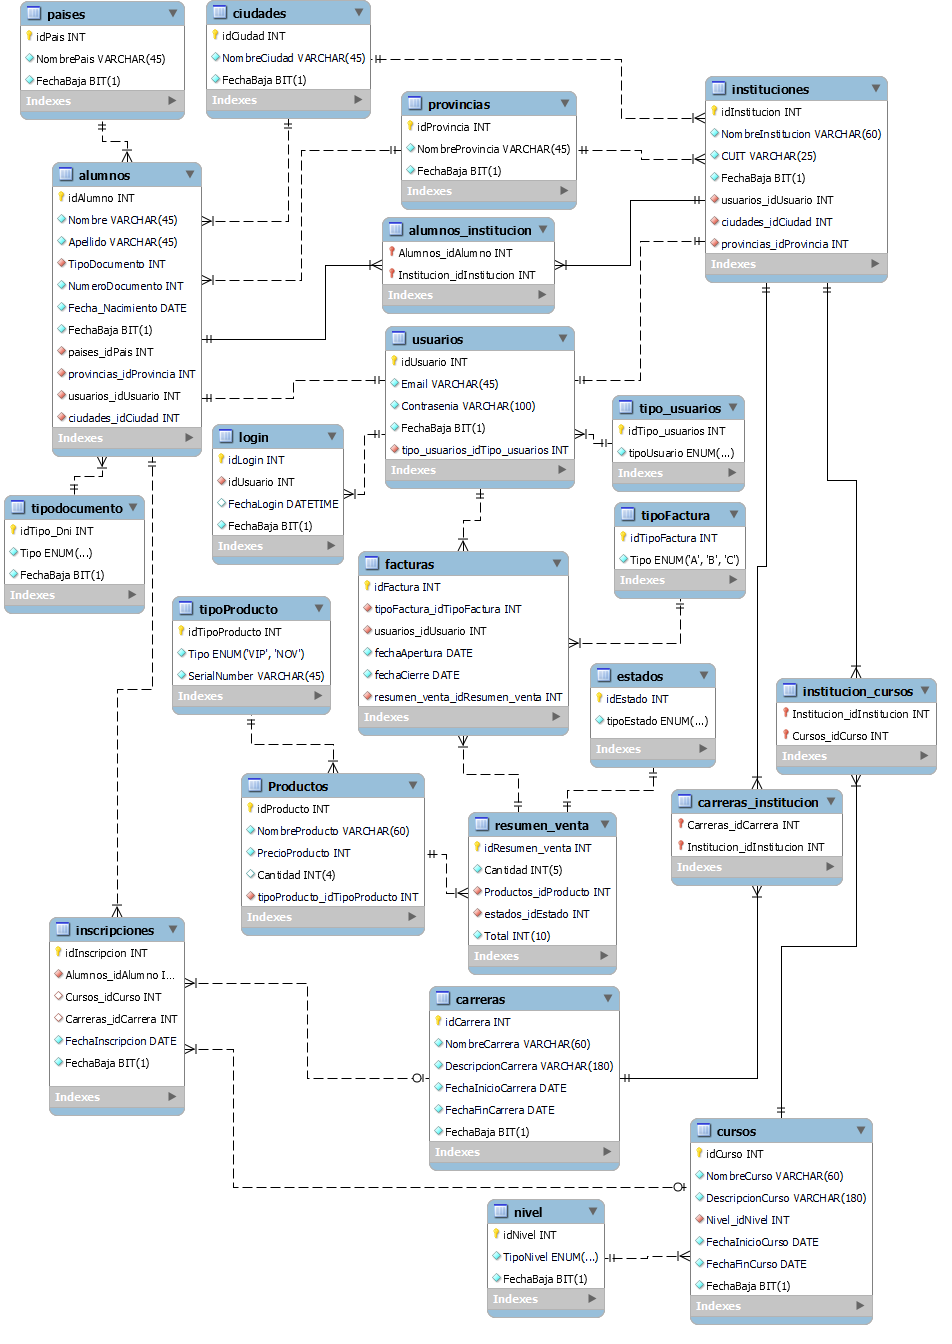 paises
idPais INT
NombrePais VARCHAR(45)
FechaBaja BIT(1)
Indexes
ciudades
idCiudad INT
NombreCiudad VARCHAR(45)
FechaBaja BIT(1)
Indexes
provincias
idProvincia INT
NombreProvincia VARCHAR(45)
FechaBaja BIT(1)
Indexes
instituciones
idInstitucion INT
NombreInstitucion VARCHAR(60)
CUIT VARCHAR(25)
FechaBaja BIT(1)
usuarios_idUsuario INT
ciudades_idCiudad INT
provincias_idProvincia INT
Indexes
alumnos
idAlumno INT
Nombre VARCHAR(45)
Apellido VARCHAR(45)
TipoDocumento INT
NumeroDocumento INT
Fecha_Nacimiento DATE
FechaBaja BIT(1)
paises_idPais INT
provincias_idProvincia INT
usuarios_idUsuario INT
ciudades_idCiudad INT
Indexes
alumnos_institucion
Alumnos_idAlumno INT
Institucion_idInstitucion INT
Indexes
usuarios
idUsuario INT
Email VARCHAR(45)
Contrasenia VARCHAR(100)
FechaBaja BIT(1)
tipo_usuarios_idTipo_usuarios INT
Indexes
tipo_usuarios
idTipo_usuarios INT
tipoUsuario ENUM(...)
Indexes
login
idLogin INT
idUsuario INT
FechaLogin DATETIME
FechaBaja BIT(1)
Indexes
tipodocumento
idTipo_Dni INT
Tipo ENUM(...)
FechaBaja BIT(1)
Indexes
tipoFactura
idTipoFactura INT
Tipo ENUM('A', 'B', 'C')
Indexes
facturas
idFactura INT
tipoFactura_idTipoFactura INT
usuarios_idUsuario INT
fechaApertura DATE
fechaCierre DATE
resumen_venta_idResumen_venta INT
Indexes
tipoProducto
idTipoProducto INT
Tipo ENUM('VIP', 'NOV')
SerialNumber VARCHAR(45)
Indexes
estados
idEstado INT
tipoEstado ENUM(...)
Indexes
institucion_cursos
Institucion_idInstitucion INT
Cursos_idCurso INT
Indexes
Productos
idProducto INT
NombreProducto VARCHAR(60)
PrecioProducto INT
Cantidad INT(4)
tipoProducto_idTipoProducto INT
Indexes
resumen_venta
idResumen_venta INT
Cantidad INT(5)
Productos_idProducto INT
estados_idEstado INT
Total INT(10)
Indexes
carreras_institucion
Carreras_idCarrera INT
Institucion_idInstitucion INT
Indexes
inscripciones
idInscripcion INT
Alumnos_idAlumno I...
Cursos_idCurso INT
Carreras_idCarrera INT
FechaInscripcion DATE
FechaBaja BIT(1)
Indexes
carreras
idCarrera INT
NombreCarrera VARCHAR(60)
DescripcionCarrera VARCHAR(180)
FechaInicioCarrera DATE
FechaFinCarrera DATE
FechaBaja BIT(1)
Indexes
cursos
idCurso INT
NombreCurso VARCHAR(60)
DescripcionCurso VARCHAR(180)
Nivel_idNivel INT
FechaInicioCurso DATE
FechaFinCurso DATE
FechaBaja BIT(1)
Indexes
nivel
idNivel INT
TipoNivel ENUM(...)
FechaBaja BIT(1)
Indexes